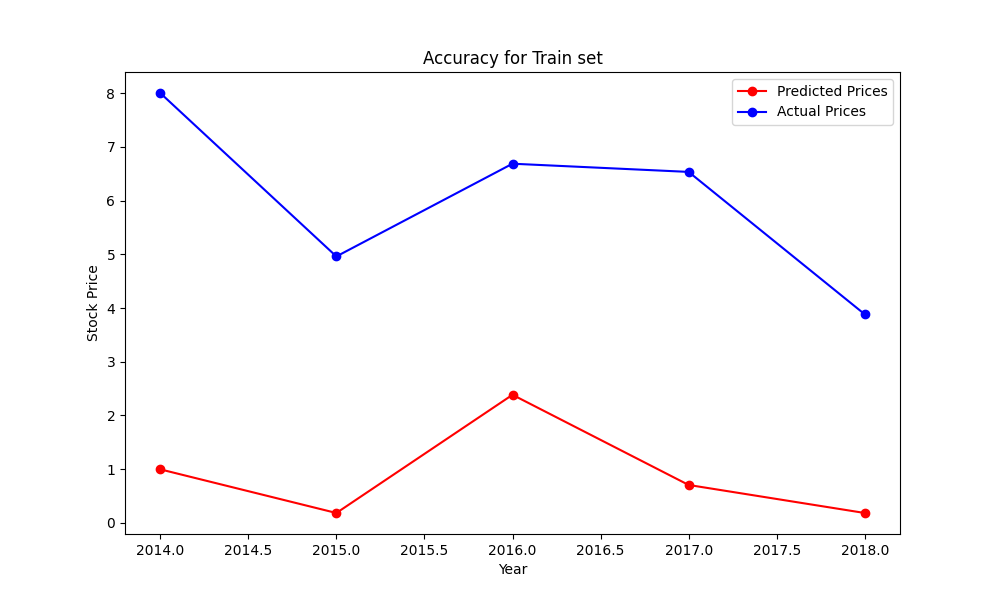 Accuracy for Train set
Predicted Prices
Actual Prices
8
7
6
5
4
3
2
1
0
Stock Price
2014.0 2014.5 2015.0 2015.5 2016.0 2016.5 2017.0 2017.5 2018.0
Year